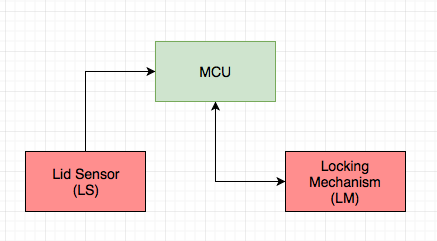 MCU
Lid Sensor
(LS)
Locking
Mechanism
(LM)